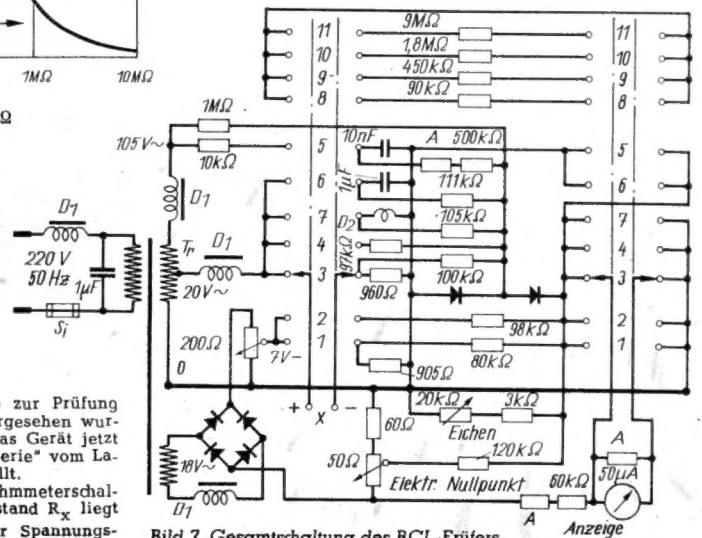 1MΩ 10MΩ
Ω
11 9MΩ 11
10 1,8MΩ 10
9 450kΩ 9
8 90kΩ 8
1MΩ
105V~ 5 10nF A 500kΩ 5
10kΩ
6 1µF 111kΩ 6
D1
7 D2 105kΩ 7
D1 Tr D1 4 97kΩ 4
220V
50Hz 1µF 20V~ 3 960Ω 100kΩ 3
Si
200Ω 2 98kΩ 2
7V- 1 80kΩ 1
0 905Ω
+ X - 20kΩ 3kΩ
60Ω Eichen
120kΩ A
18V~ 50Ω Elektr. Nullpunkt 60kΩ 50µA
D1 A Anzeige
zur Prüfung
rgesehen wur-
as Gerät jetzt
erie" vom La-
llt.
hmmeterschal-
stand Rx liegt
r Spannungs-
Bild 7. Gesamtschaltung des RCL-Prüfers